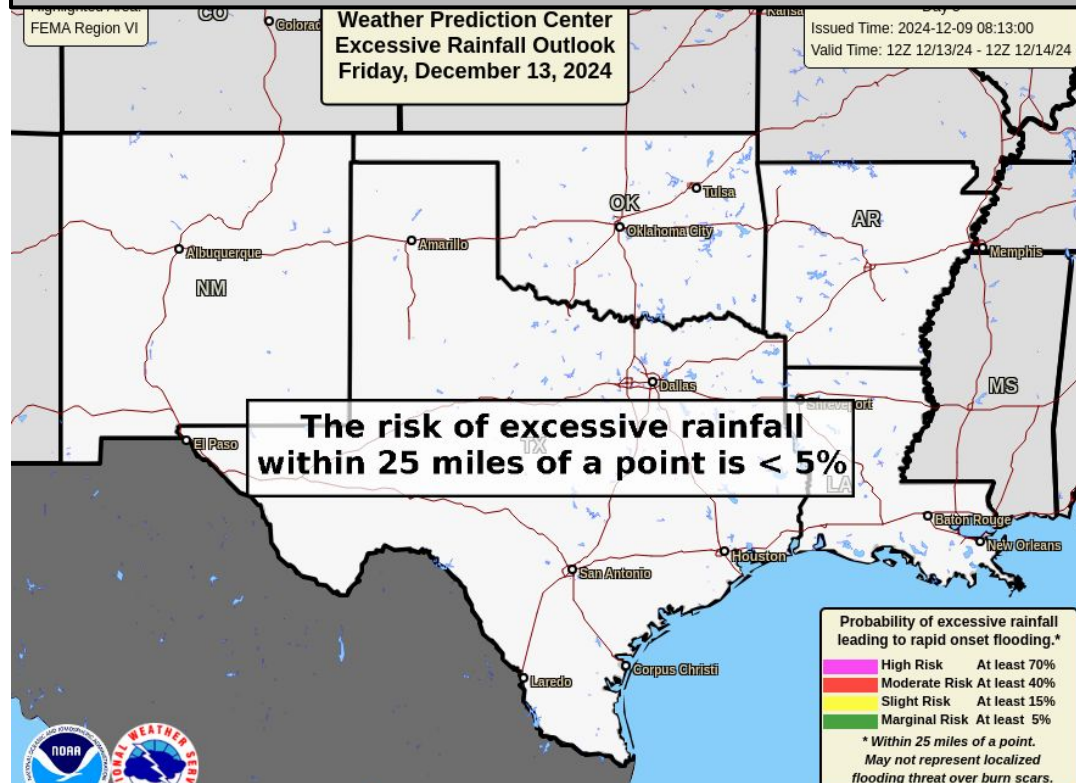 CO
Colorad
Kansa
Highlighted Area:
FEMA Region VI
Weather Prediction Center
Excessive Rainfall Outlook
Friday, December 13, 2024
Issued Time: 2024-12-09 08:13:00
Valid Time: 12Z 12/13/24 - 12Z 12/14/24
Tulsa
OK
Oklahoma City
AR
Albuquerque
Amarillo
Memphis
NM
Dallas
MS
Shreveport
The risk of excessive rainfall
within 25 miles of a point is < 5%
El Paso
TX
LA
Baton Rouge
New Orleans
Houston
San Antonio
Corpus Christi
Laredo
Probability of excessive rainfall
leading to rapid onset flooding.*
High Risk At least 70%
Moderate Risk At least 40%
Slight Risk At least 15%
Marginal Risk At least 5%
* Within 25 miles of a point.
May not represent localized
flooding threat over burn scars.
NOAA